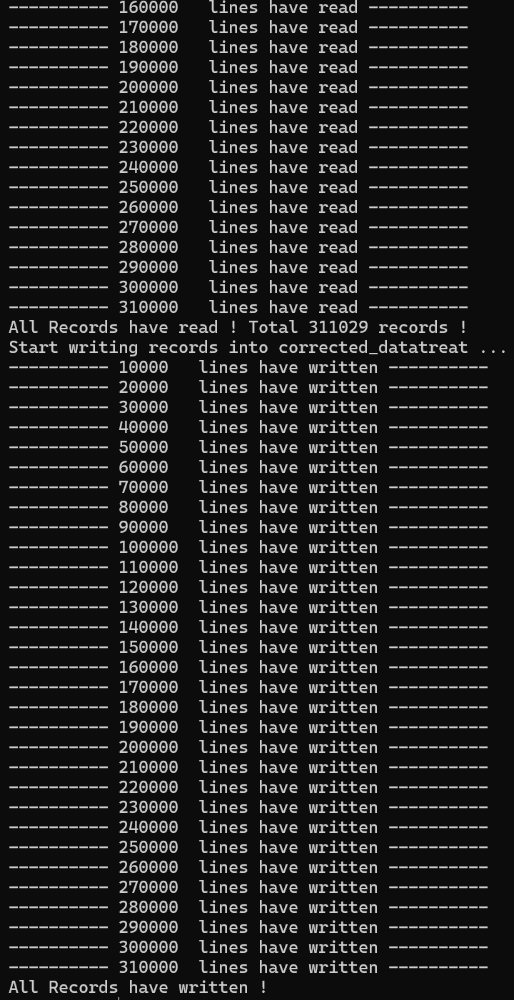 ---------- 160000   lines have read ----------
---------- 170000   lines have read ----------
---------- 180000   lines have read ----------
---------- 190000   lines have read ----------
---------- 200000   lines have read ----------
---------- 210000   lines have read ----------
---------- 220000   lines have read ----------
---------- 230000   lines have read ----------
---------- 240000   lines have read ----------
---------- 250000   lines have read ----------
---------- 260000   lines have read ----------
---------- 270000   lines have read ----------
---------- 280000   lines have read ----------
---------- 290000   lines have read ----------
---------- 300000   lines have read ----------
---------- 310000   lines have read ----------
All Records have read ! Total 311029 records !
Start writing records into corrected_datatreat ...
---------- 10000   lines have written ----------
---------- 20000   lines have written ----------
---------- 30000   lines have written ----------
---------- 40000   lines have written ----------
---------- 50000   lines have written ----------
---------- 60000   lines have written ----------
---------- 70000   lines have written ----------
---------- 80000   lines have written ----------
---------- 90000   lines have written ----------
---------- 100000  lines have written ----------
---------- 110000  lines have written ----------
---------- 120000  lines have written ----------
---------- 130000  lines have written ----------
---------- 140000  lines have written ----------
---------- 150000  lines have written ----------
---------- 160000  lines have written ----------
---------- 170000  lines have written ----------
---------- 180000  lines have written ----------
---------- 190000  lines have written ----------
---------- 200000  lines have written ----------
---------- 210000  lines have written ----------
---------- 220000  lines have written ----------
---------- 230000  lines have written ----------
---------- 240000  lines have written ----------
---------- 250000  lines have written ----------
---------- 260000  lines have written ----------
---------- 270000  lines have written ----------
---------- 280000  lines have written ----------
---------- 290000  lines have written ----------
---------- 300000  lines have written ----------
---------- 310000  lines have written ----------
All Records have written !